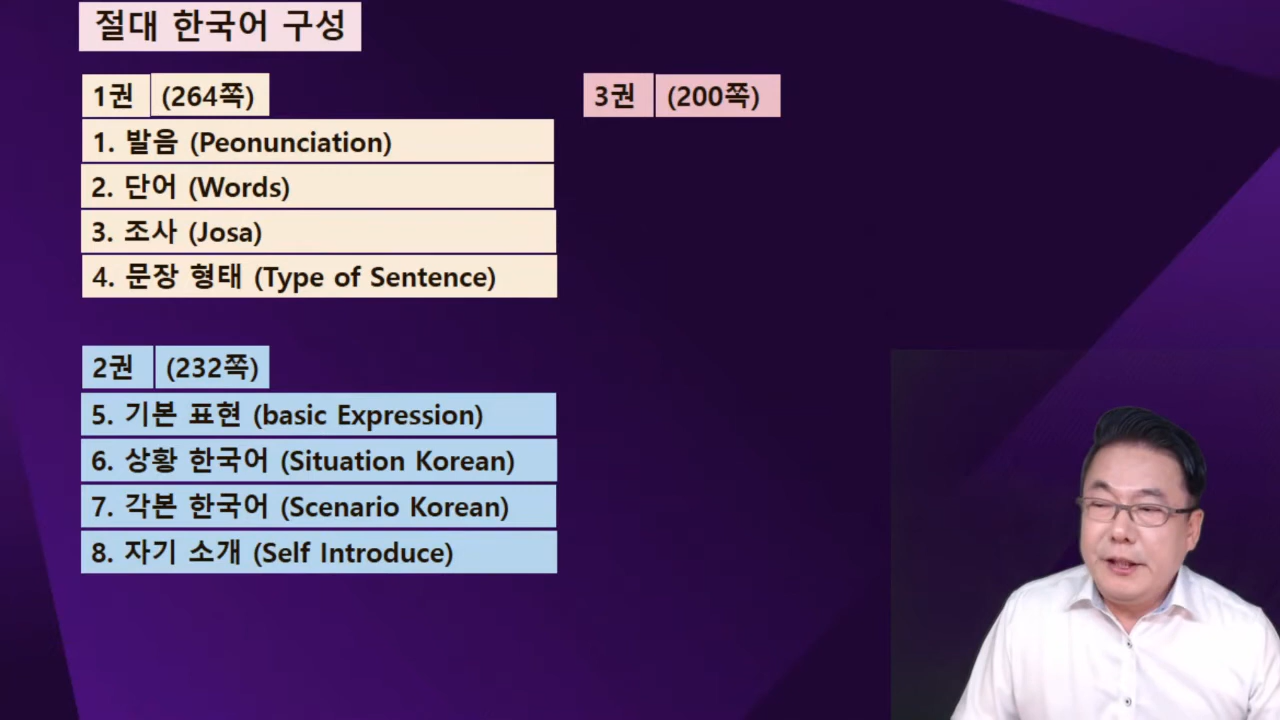 절대 한국어 구성
1권 (264쪽)
1. 발음 (Peonunciation)
2. 단어 (Words)
3. 조사 (Josa)
4. 문장 형태 (Type of Sentence)
2권 (232쪽)
5. 기본 표현 (basic Expression)
6. 상황 한국어 (Situation Korean)
7. 각본 한국어 (Scenario Korean)
8. 자기 소개 (Self Introduce)
3권 (200쪽)